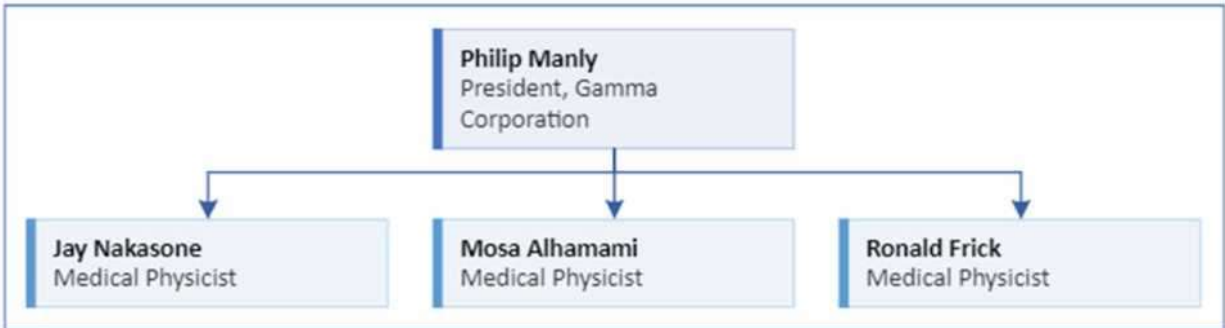 Philip Manly
President, Gamma
Corporation
Jay Nakasone
Medical Physicist
Mosa Alhamami
Medical Physicist
Ronald Frick
Medical Physicist